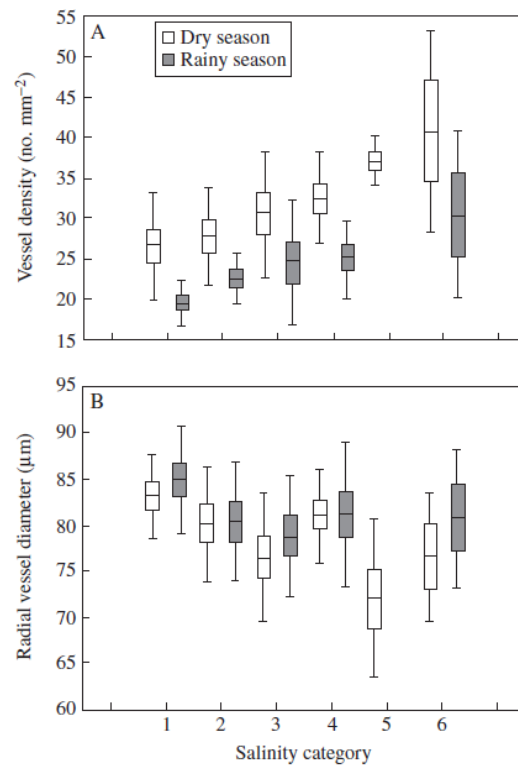 A
Dry season
Rainy season
Vessel density (no. mm⁻²)
55
50
45
40
35
30
25
20
15
B
Radial vessel diameter (µm)
95
90
85
80
75
70
65
60
1 2 3 4 5 6
Salinity category